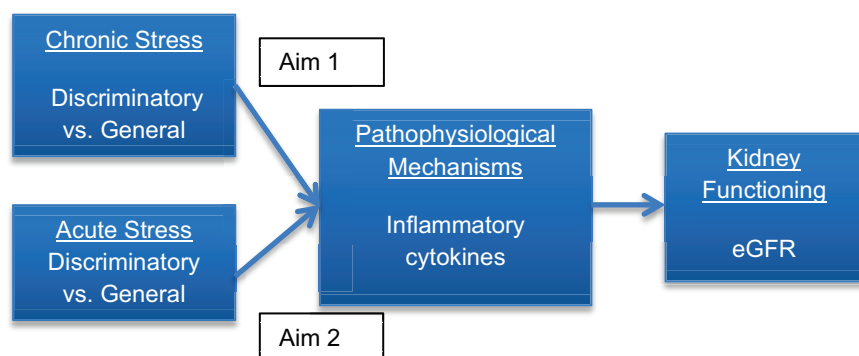 Chronic Stress
Discriminatory
vs. General
Aim 1
Acute Stress
Discriminatory
vs. General
Aim 2
Pathophysiological
Mechanisms
Inflammatory
cytokines
Kidney
Functioning
eGFR